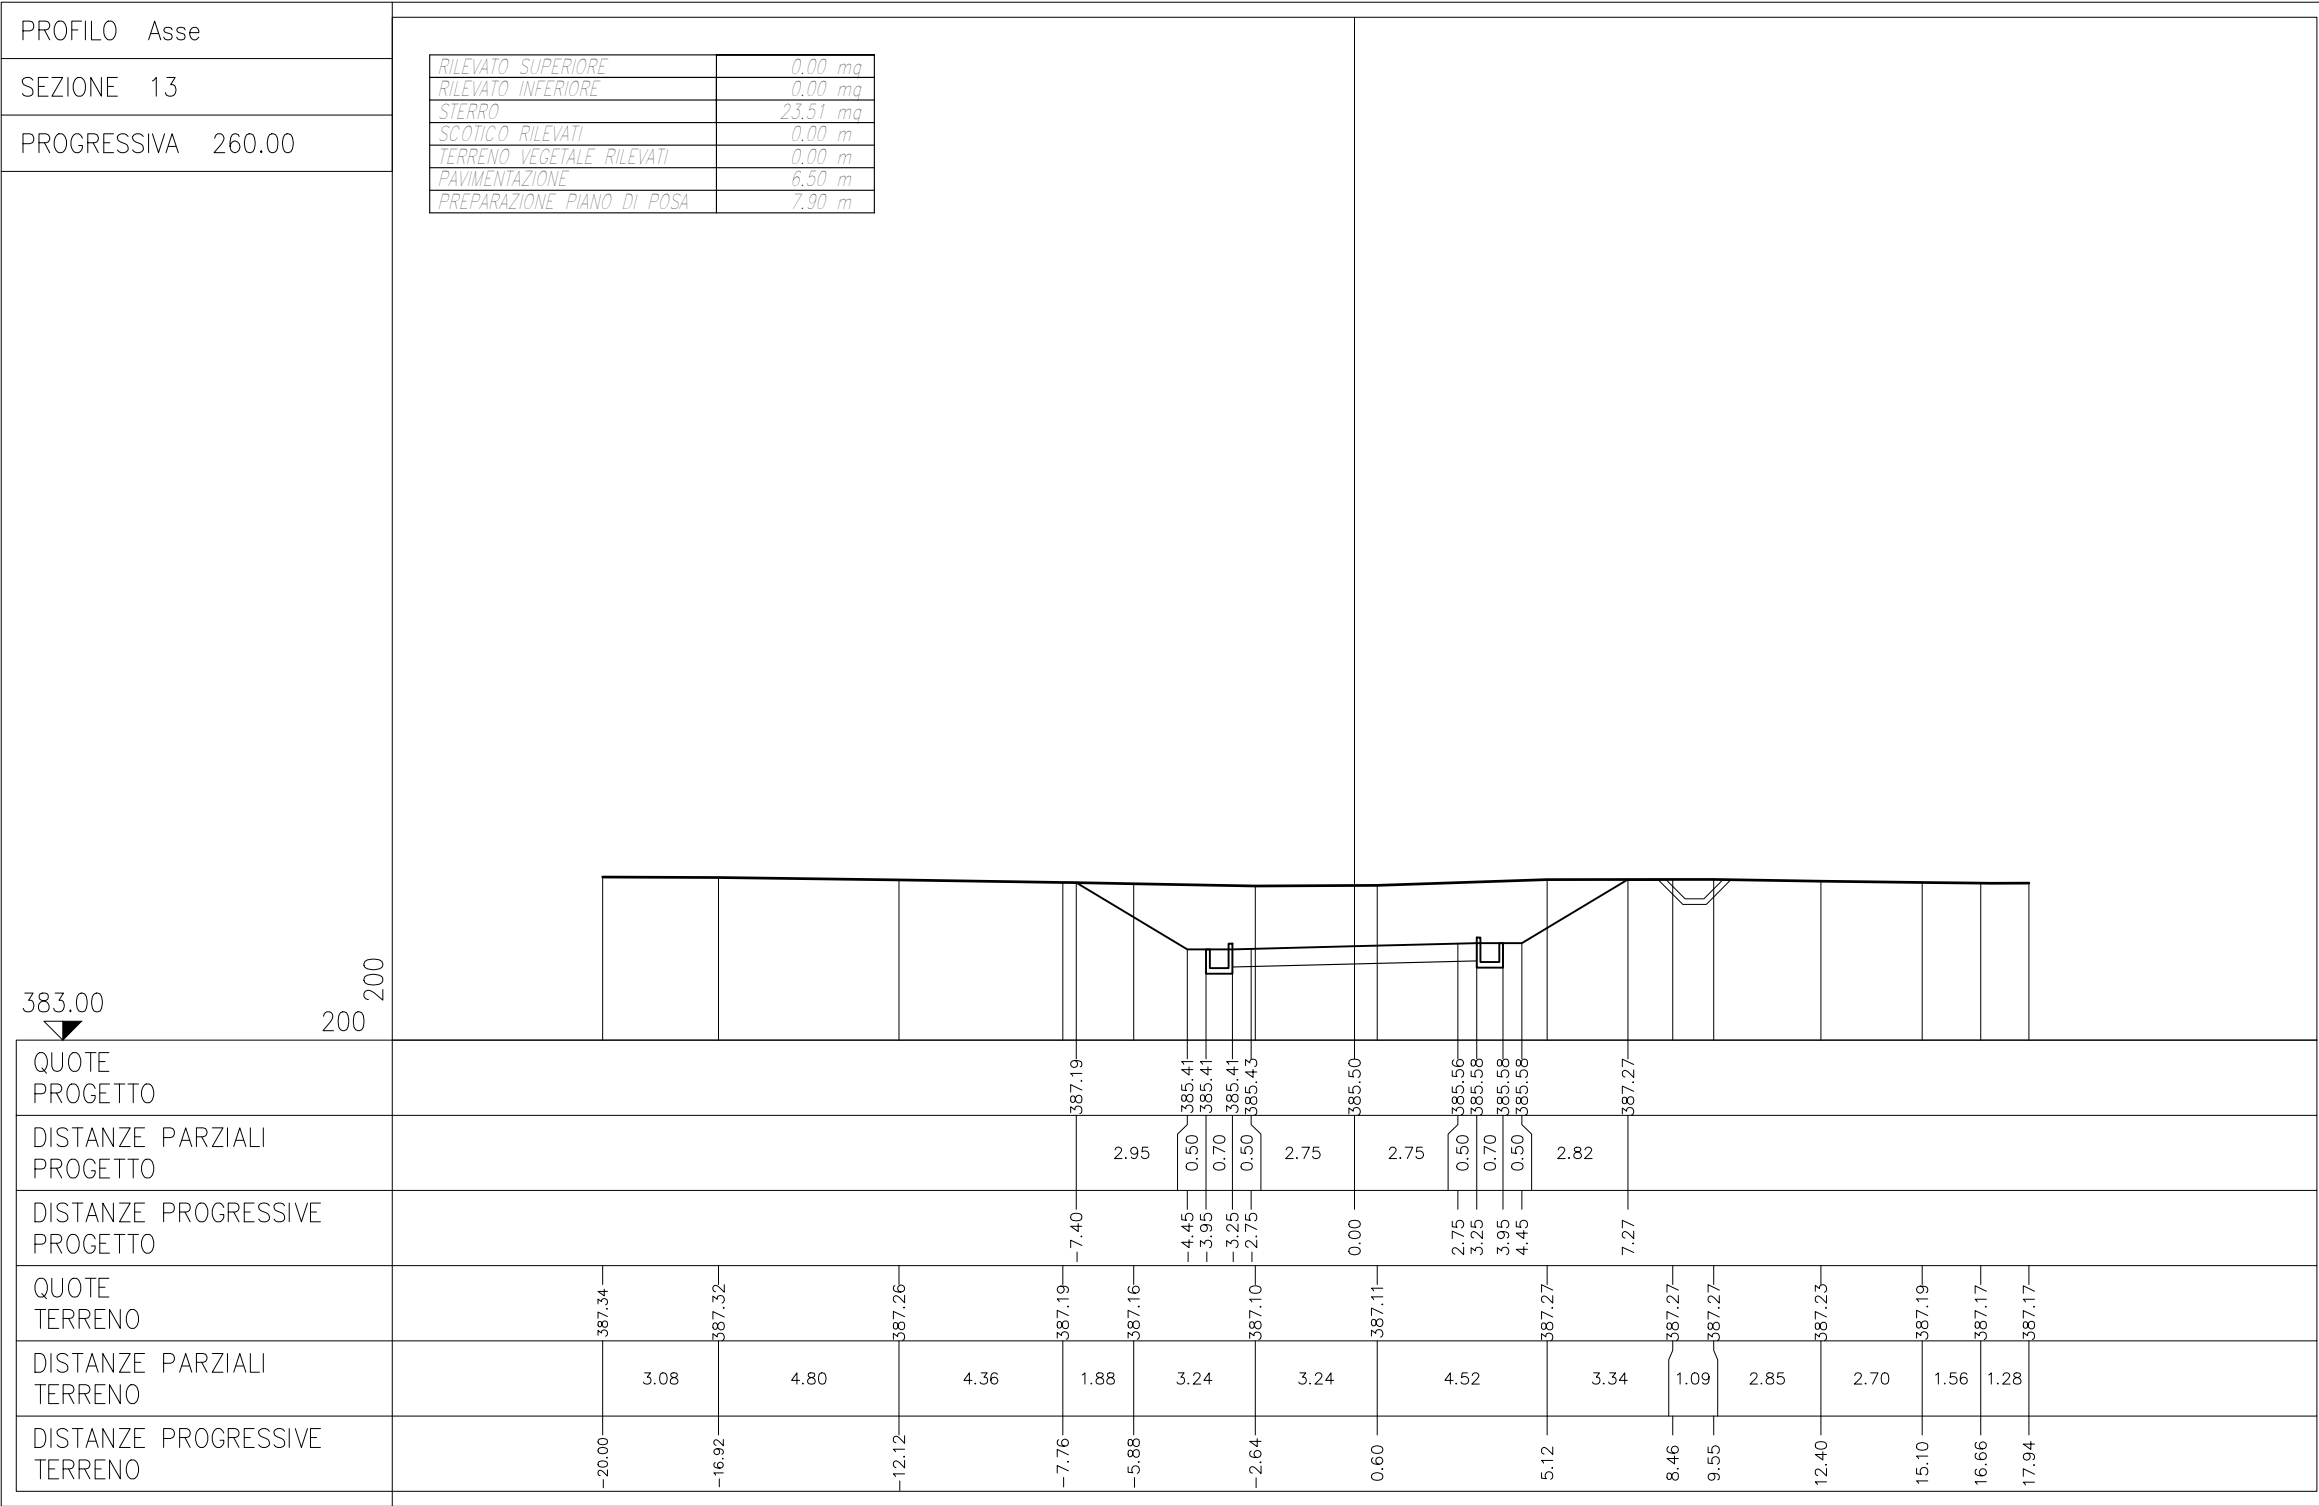 PROFILO Asse
SEZIONE 13
PROGRESSIVA 260.00
RILEVATO SUPERIORE 0.00 mq
RILEVATO INFERIORE 0.00 mq
STERRO 23.51 mq
SCOTICO RILEVATI 0.00 m
TERRENO VEGETALE RILEVATI 0.00 m
PAVIMENTAZIONE 6.50 m
PREPARAZIONE PIANO DI POSA 7.90 m
383.00
200
200
QUOTE
PROGETTO
387.19 385.41 385.41 385.41 385.43 385.50 385.56 385.58 385.58 385.58 387.27
DISTANZE PARZIALI
PROGETTO
2.95 0.50 0.70 0.50 2.75 2.75 0.50 0.70 0.50 2.82
DISTANZE PROGRESSIVE
PROGETTO
-7.40 -4.45 -3.95 -3.25 -2.75 0.00 2.75 3.25 3.95 4.45 7.27
QUOTE
TERRENO
387.34 387.32 387.26 387.19 387.16 387.10 387.11 387.27 387.27 387.27 387.23 387.19 387.17 387.17
DISTANZE PARZIALI
TERRENO
3.08 4.80 4.36 1.88 3.24 3.24 4.52 3.34 1.09 2.85 2.70 1.56 1.28
DISTANZE PROGRESSIVE
TERRENO
-20.00 -16.92 -12.12 -7.76 -5.88 -2.64 0.60 5.12 8.46 9.55 12.40 15.10 16.66 17.94